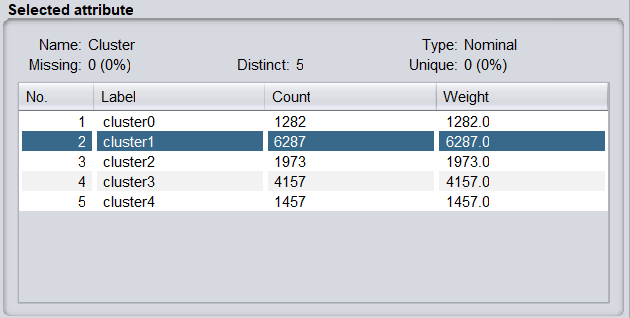 Selected attribute
Name: Cluster Type: Nominal
Missing: 0 (0%) Distinct: 5 Unique: 0 (0%)
No. Label Count Weight
1 cluster0 1282 1282.0
2 cluster1 6287 6287.0
3 cluster2 1973 1973.0
4 cluster3 4157 4157.0
5 cluster4 1457 1457.0